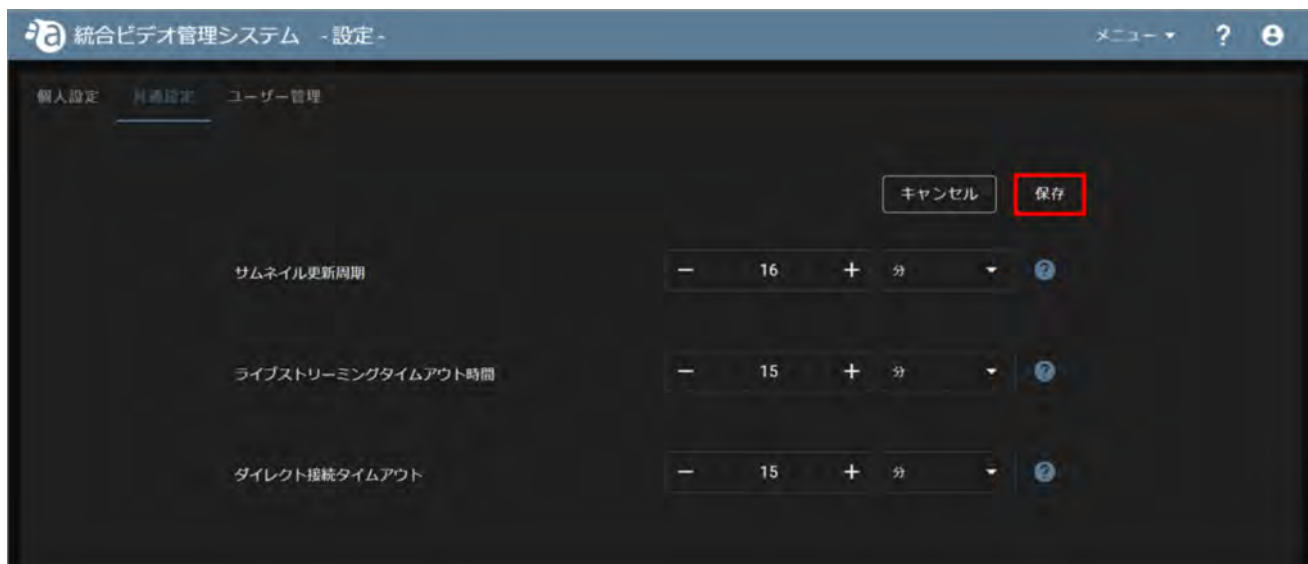 統合ビデオ管理システム - 設定 - メニュー ?
個人設定 共通設定 ユーザー管理
キャンセル 保存
サムネイル更新周期 − 16 + 分 ?
ライブストリーミングタイムアウト時間 − 15 + 分 ?
ダイレクト接続タイムアウト − 15 + 分 ?